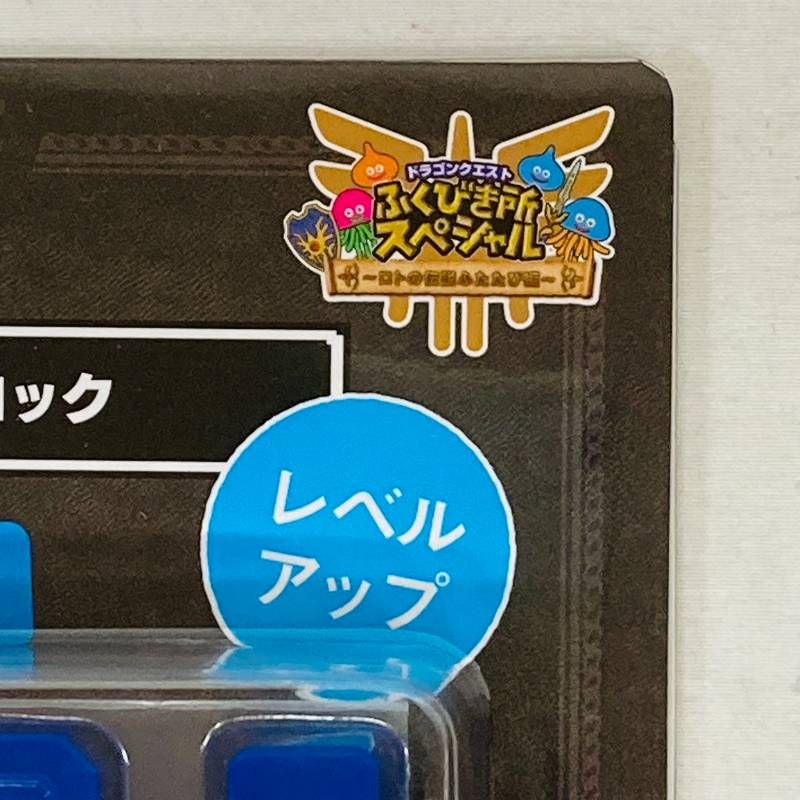 ドラゴンクエスト
ふくびき所
スペシャル
～ロトの伝説ふたたび編～
ロック
レベル
アップ